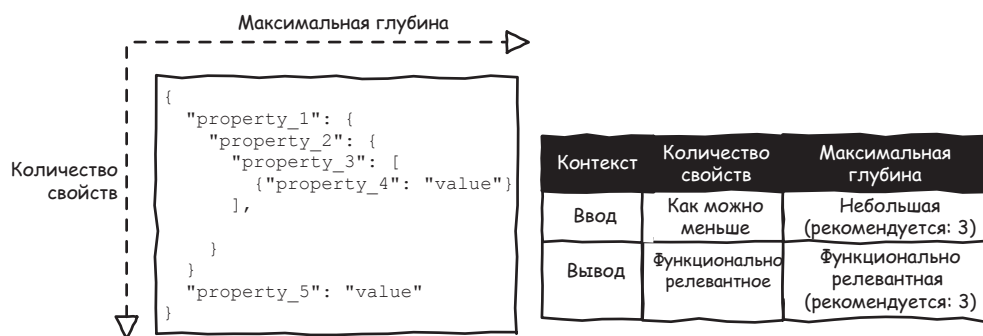 Максимальная глубина
Количество
свойств
{
"property_1": {
"property_2": {
"property_3": [
{"property_4": "value"}
],
}
}
"property_5": "value"
}
Контекст Количество свойств Максимальная глубина
Ввод Как можно меньше Небольшая (рекомендуется: 3)
Вывод Функционально релевантное Функционально релевантная (рекомендуется: 3)